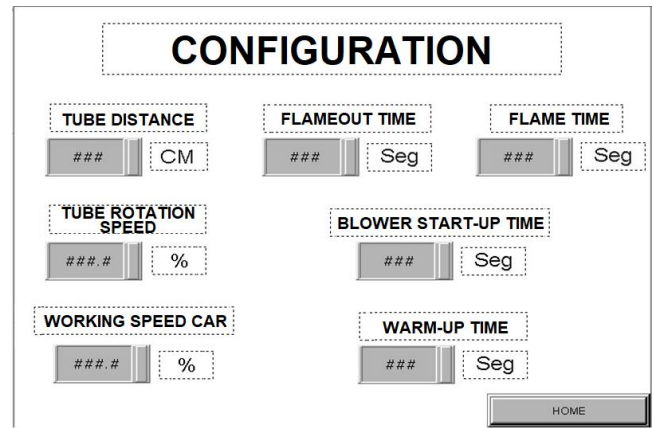 CONFIGURATION
TUBE DISTANCE
### CM
FLAMEOUT TIME
### Seg
FLAME TIME
### Seg
TUBE ROTATION
SPEED
###.# %
BLOWER START-UP TIME
### Seg
WORKING SPEED CAR
###.# %
WARM-UP TIME
### Seg
HOME